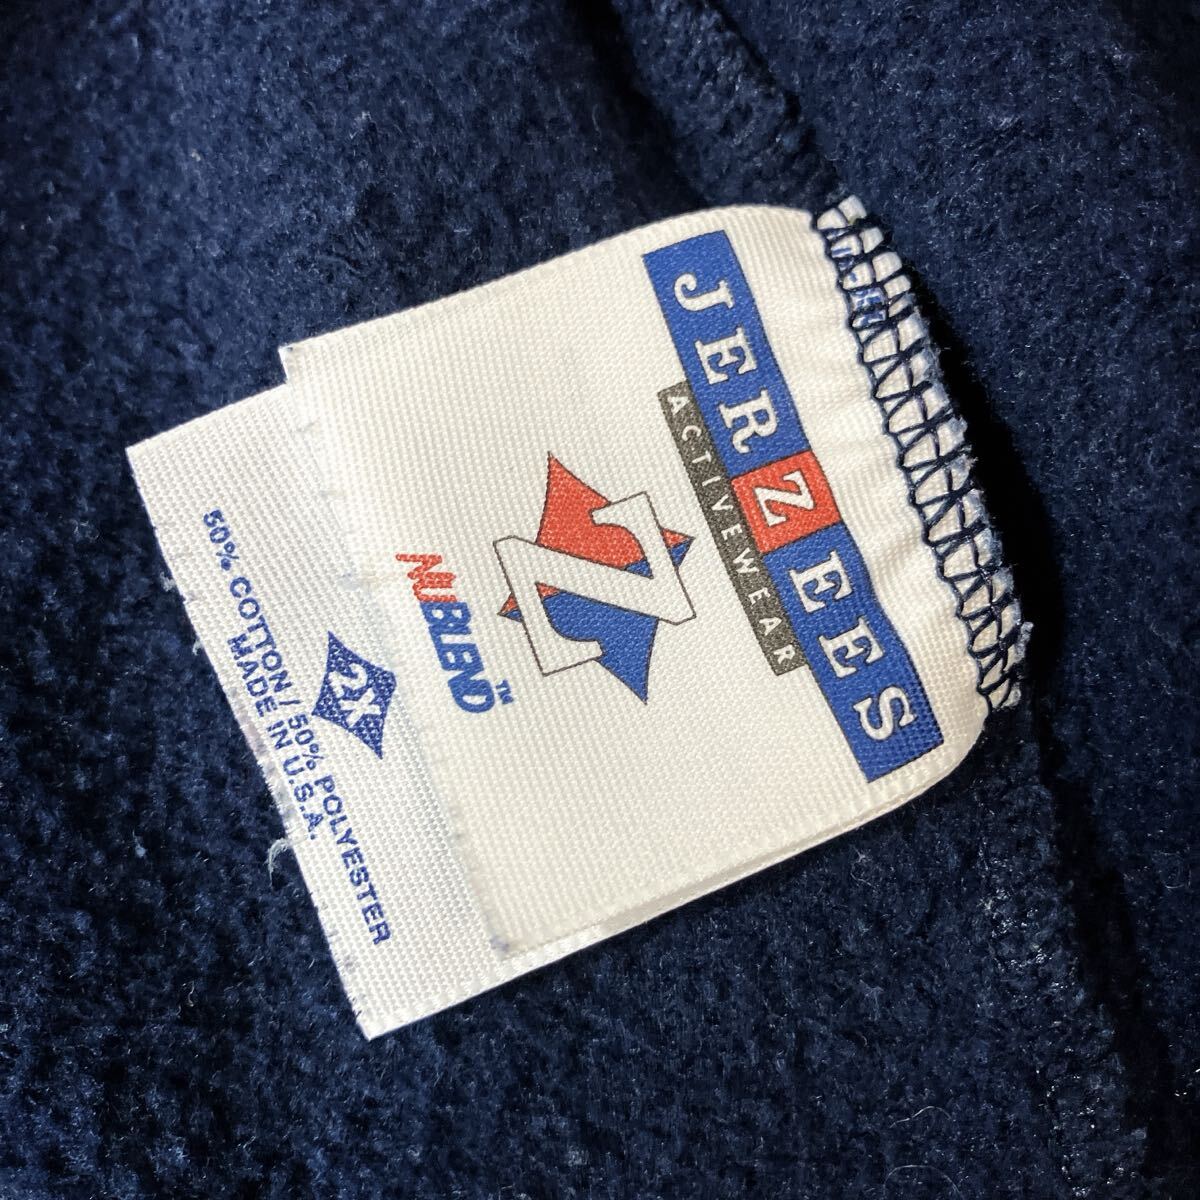 JERZEES
ACTIVEWEAR
Z
NUBLEND™
2X
50% COTTON / 50% POLYESTER
MADE IN U.S.A.